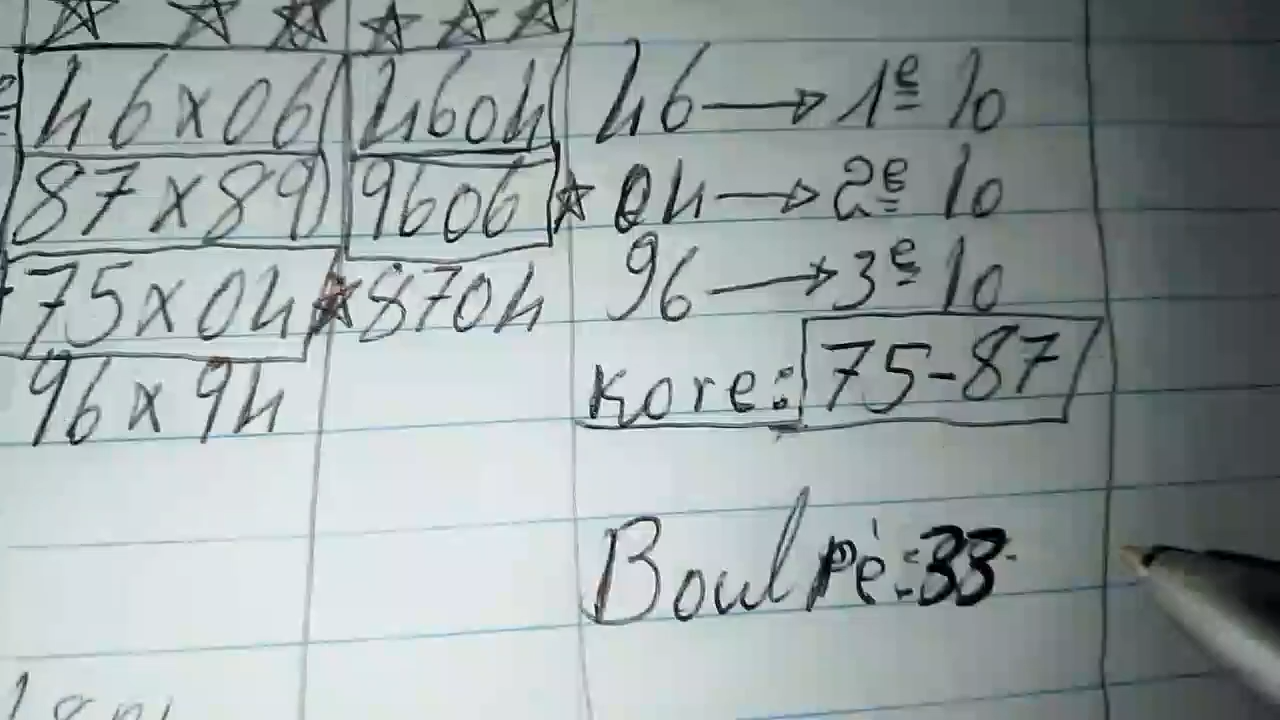 46x06 4604 46 → 1e lo
87x89 9606 ★ 04 → 2e lo
75x04 ★ 8704 96 → 3e lo
96x94 Kore: 75-87
Boul Pè: 33